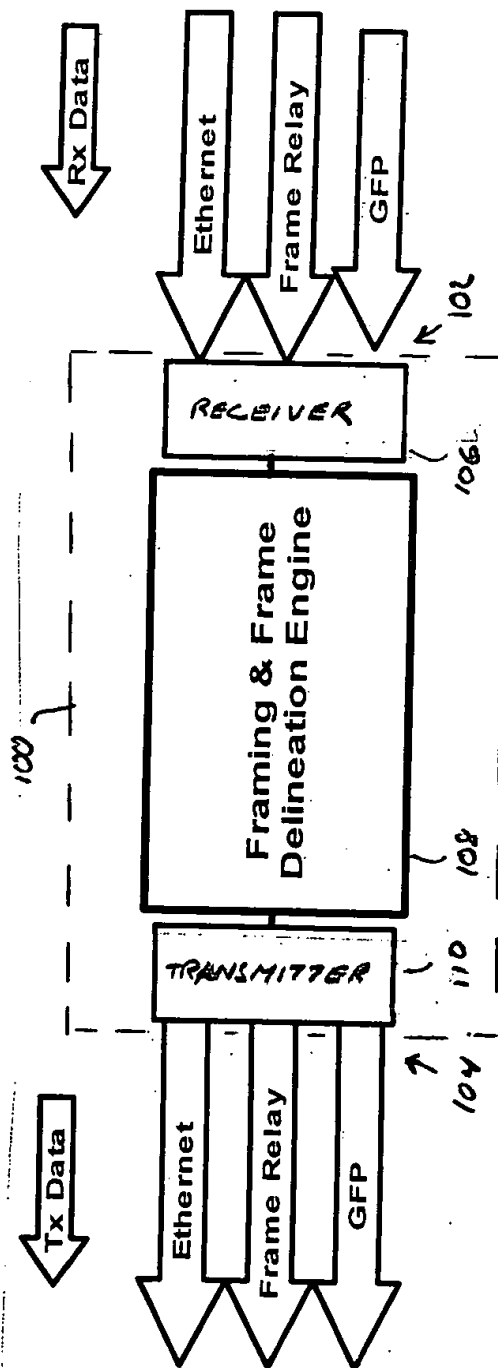 Tx Data
Rx Data
100
Ethernet
Frame Relay
GFP
TRANSMITTER
110
104
Framing & Frame
Delineation Engine
108
RECEIVER
106
102
Ethernet
Frame Relay
GFP